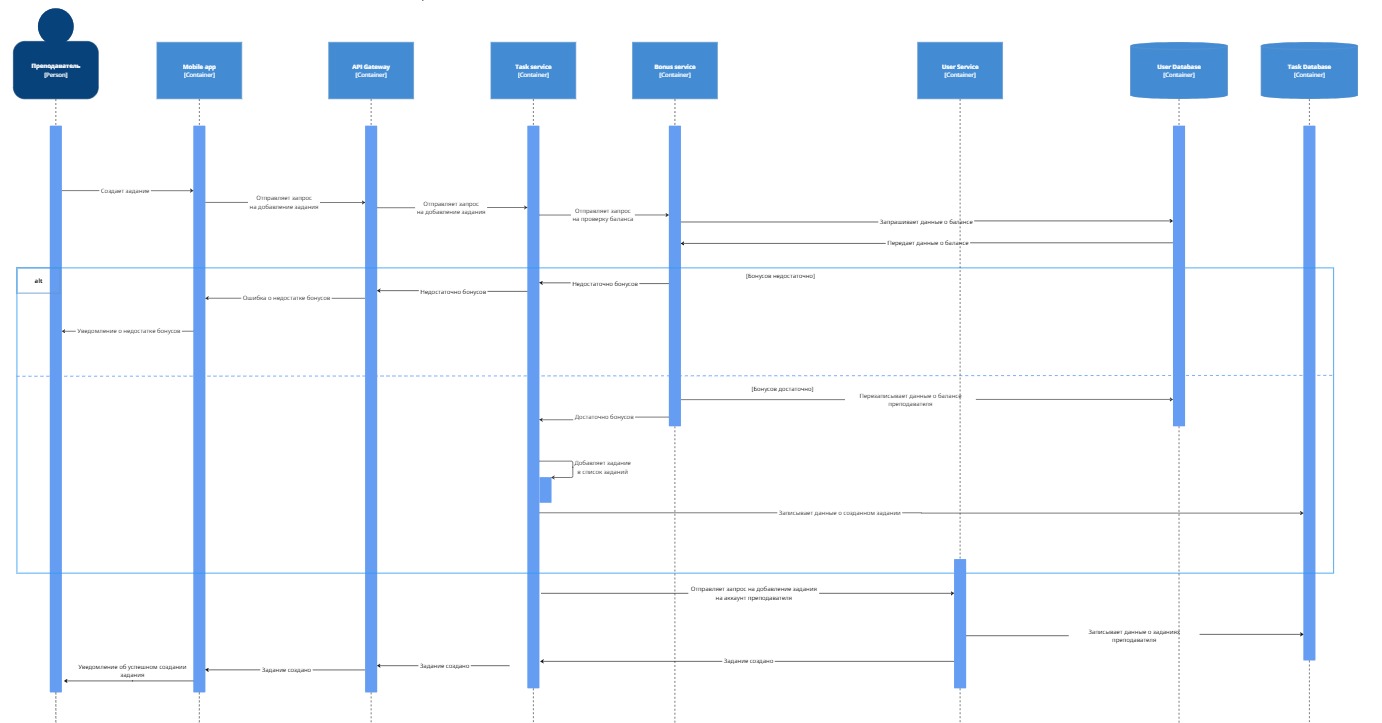 Преподаватель
[Person]
Mobile app
[Container]
API Gateway
[Container]
Task service
[Container]
Bonus service
[Container]
User Service
[Container]
User Database
[Container]
Task Database
[Container]
Создает задание
Отправляет запрос
на добавление задания
Отправляет запрос
на добавление задания
Отправляет запрос
на проверку баланса
Запрашивает данные о балансе
Передает данные о балансе
alt
[Бонусов недостаточно]
Недостаточно бонусов
Недостаточно бонусов
Ошибка о недостатке бонусов
Уведомление о недостатке бонусов
[Бонусов достаточно]
Перезаписывает данные о балансе
преподавателя
Достаточно бонусов
Добавляет задание
в список заданий
Записывает данные о созданном задании
Отправляет запрос на добавление задания
на аккаунт преподавателя
Записывает данные о заданиях
преподавателя
Задание создано
Задание создано
Задание создано
Уведомление об успешном создании
задания